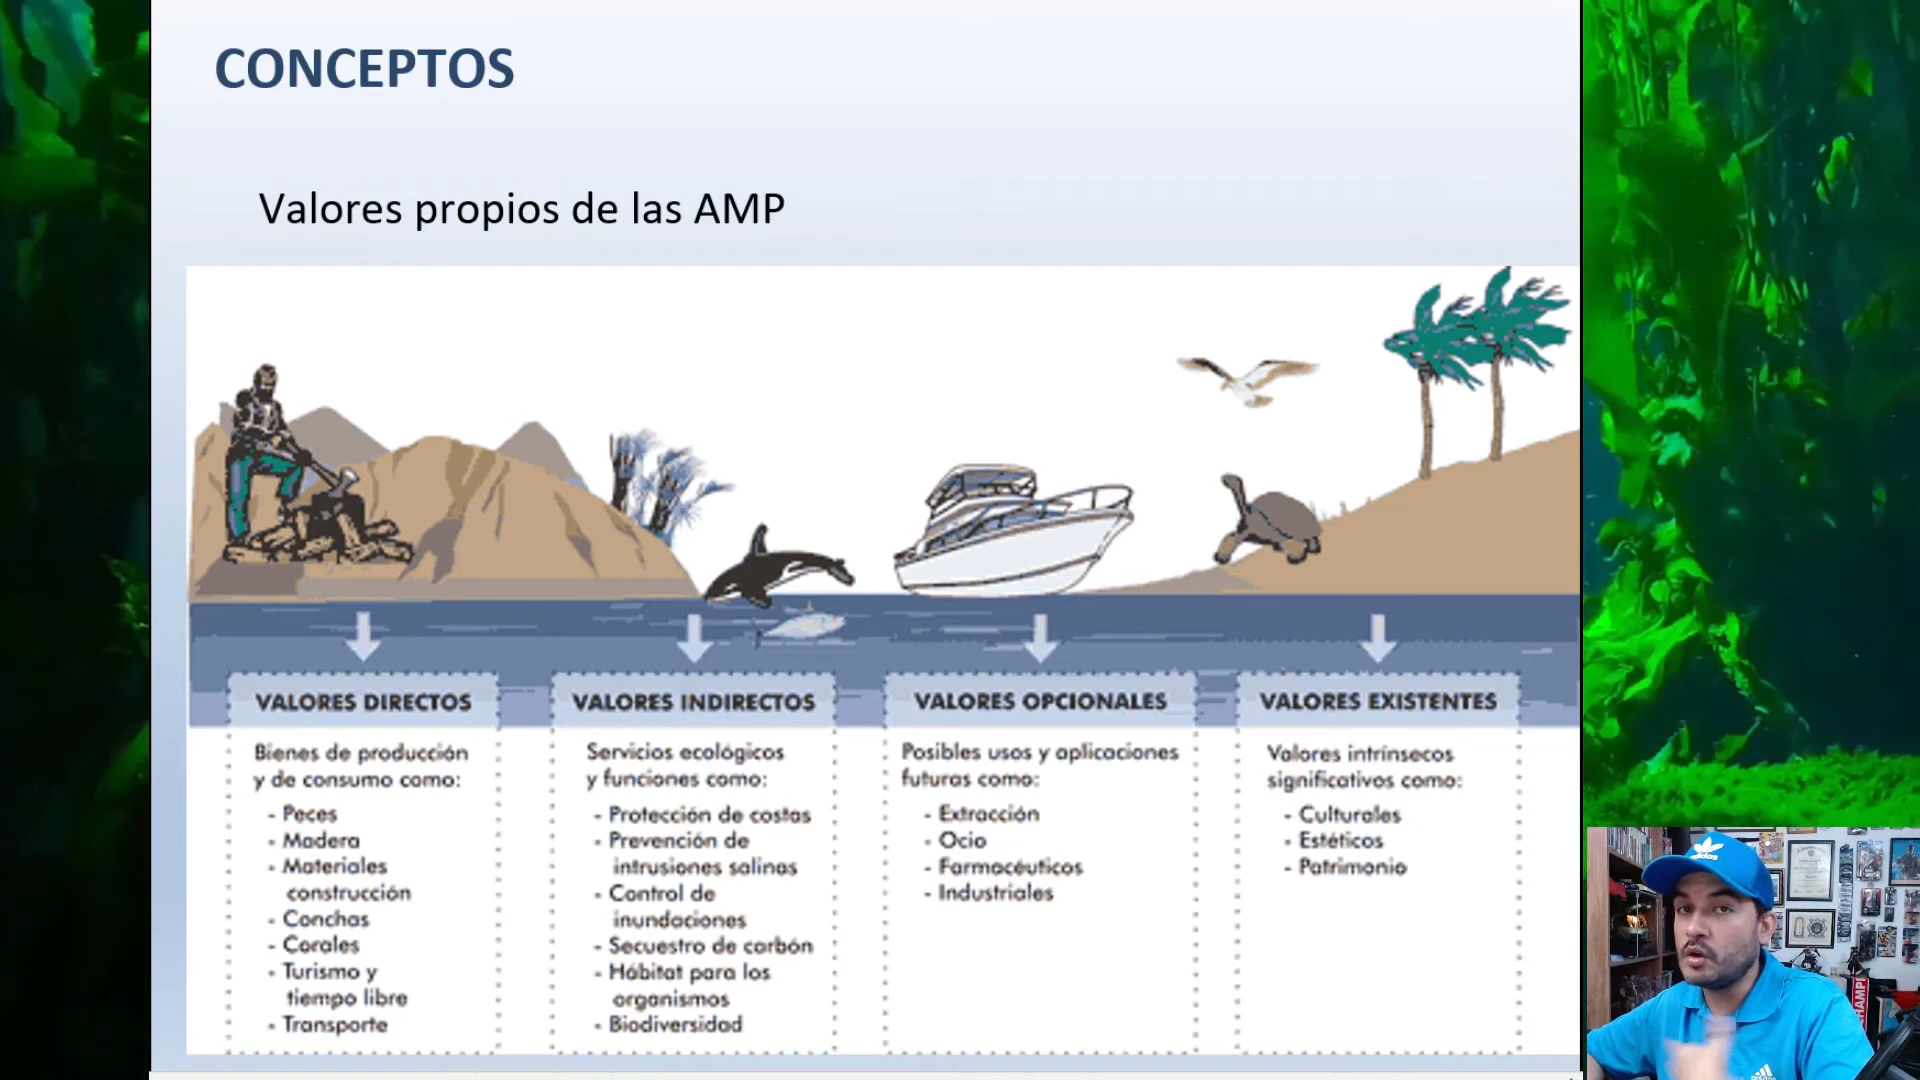 CONCEPTOS
Valores propios de las AMP
VALORES DIRECTOS
Bienes de producción
y de consumo como:
- Peces
- Madera
- Materiales
construcción
- Conchas
- Corales
- Turismo y
tiempo libre
- Transporte
VALORES INDIRECTOS
Servicios ecológicos
y funciones como:
- Protección de costas
- Prevención de
intrusiones salinas
- Control de
inundaciones
- Secuestro de carbón
- Hábitat para los
organismos
- Biodiversidad
VALORES OPCIONALES
Posibles usos y aplicaciones
futuras como:
- Extracción
- Ocio
- Farmacéuticos
- Industriales
VALORES EXISTENTES
Valores intrínsecos
significativos como:
- Culturales
- Estéticos
- Patrimonio
adidas